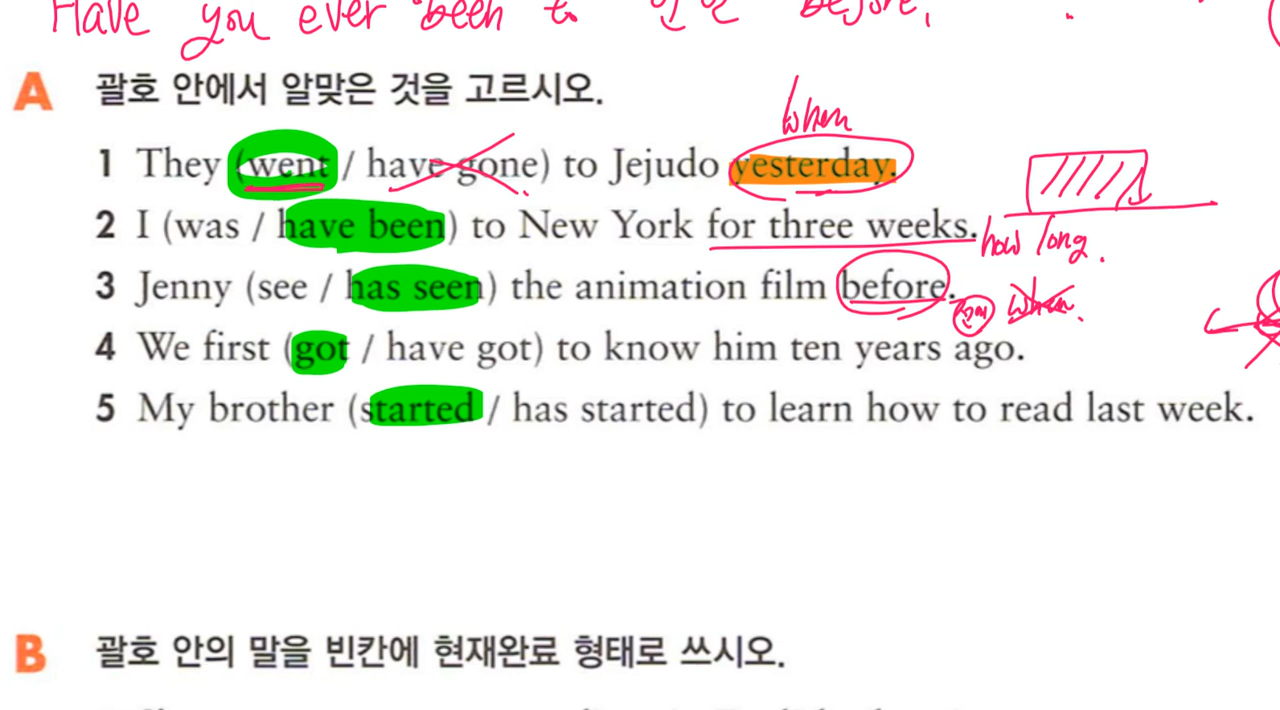 Have you ever been to 인천 before.
A 괄호 안에서 알맞은 것을 고르시오.
when
1 They (went / have gone) to Jejudo yesterday.
2 I (was / have been) to New York for three weeks.
how long.
3 Jenny (see / has seen) the animation film before.
when.
4 We first (got / have got) to know him ten years ago.
5 My brother (started / has started) to learn how to read last week.
B 괄호 안의 말을 빈칸에 현재완료 형태로 쓰시오.